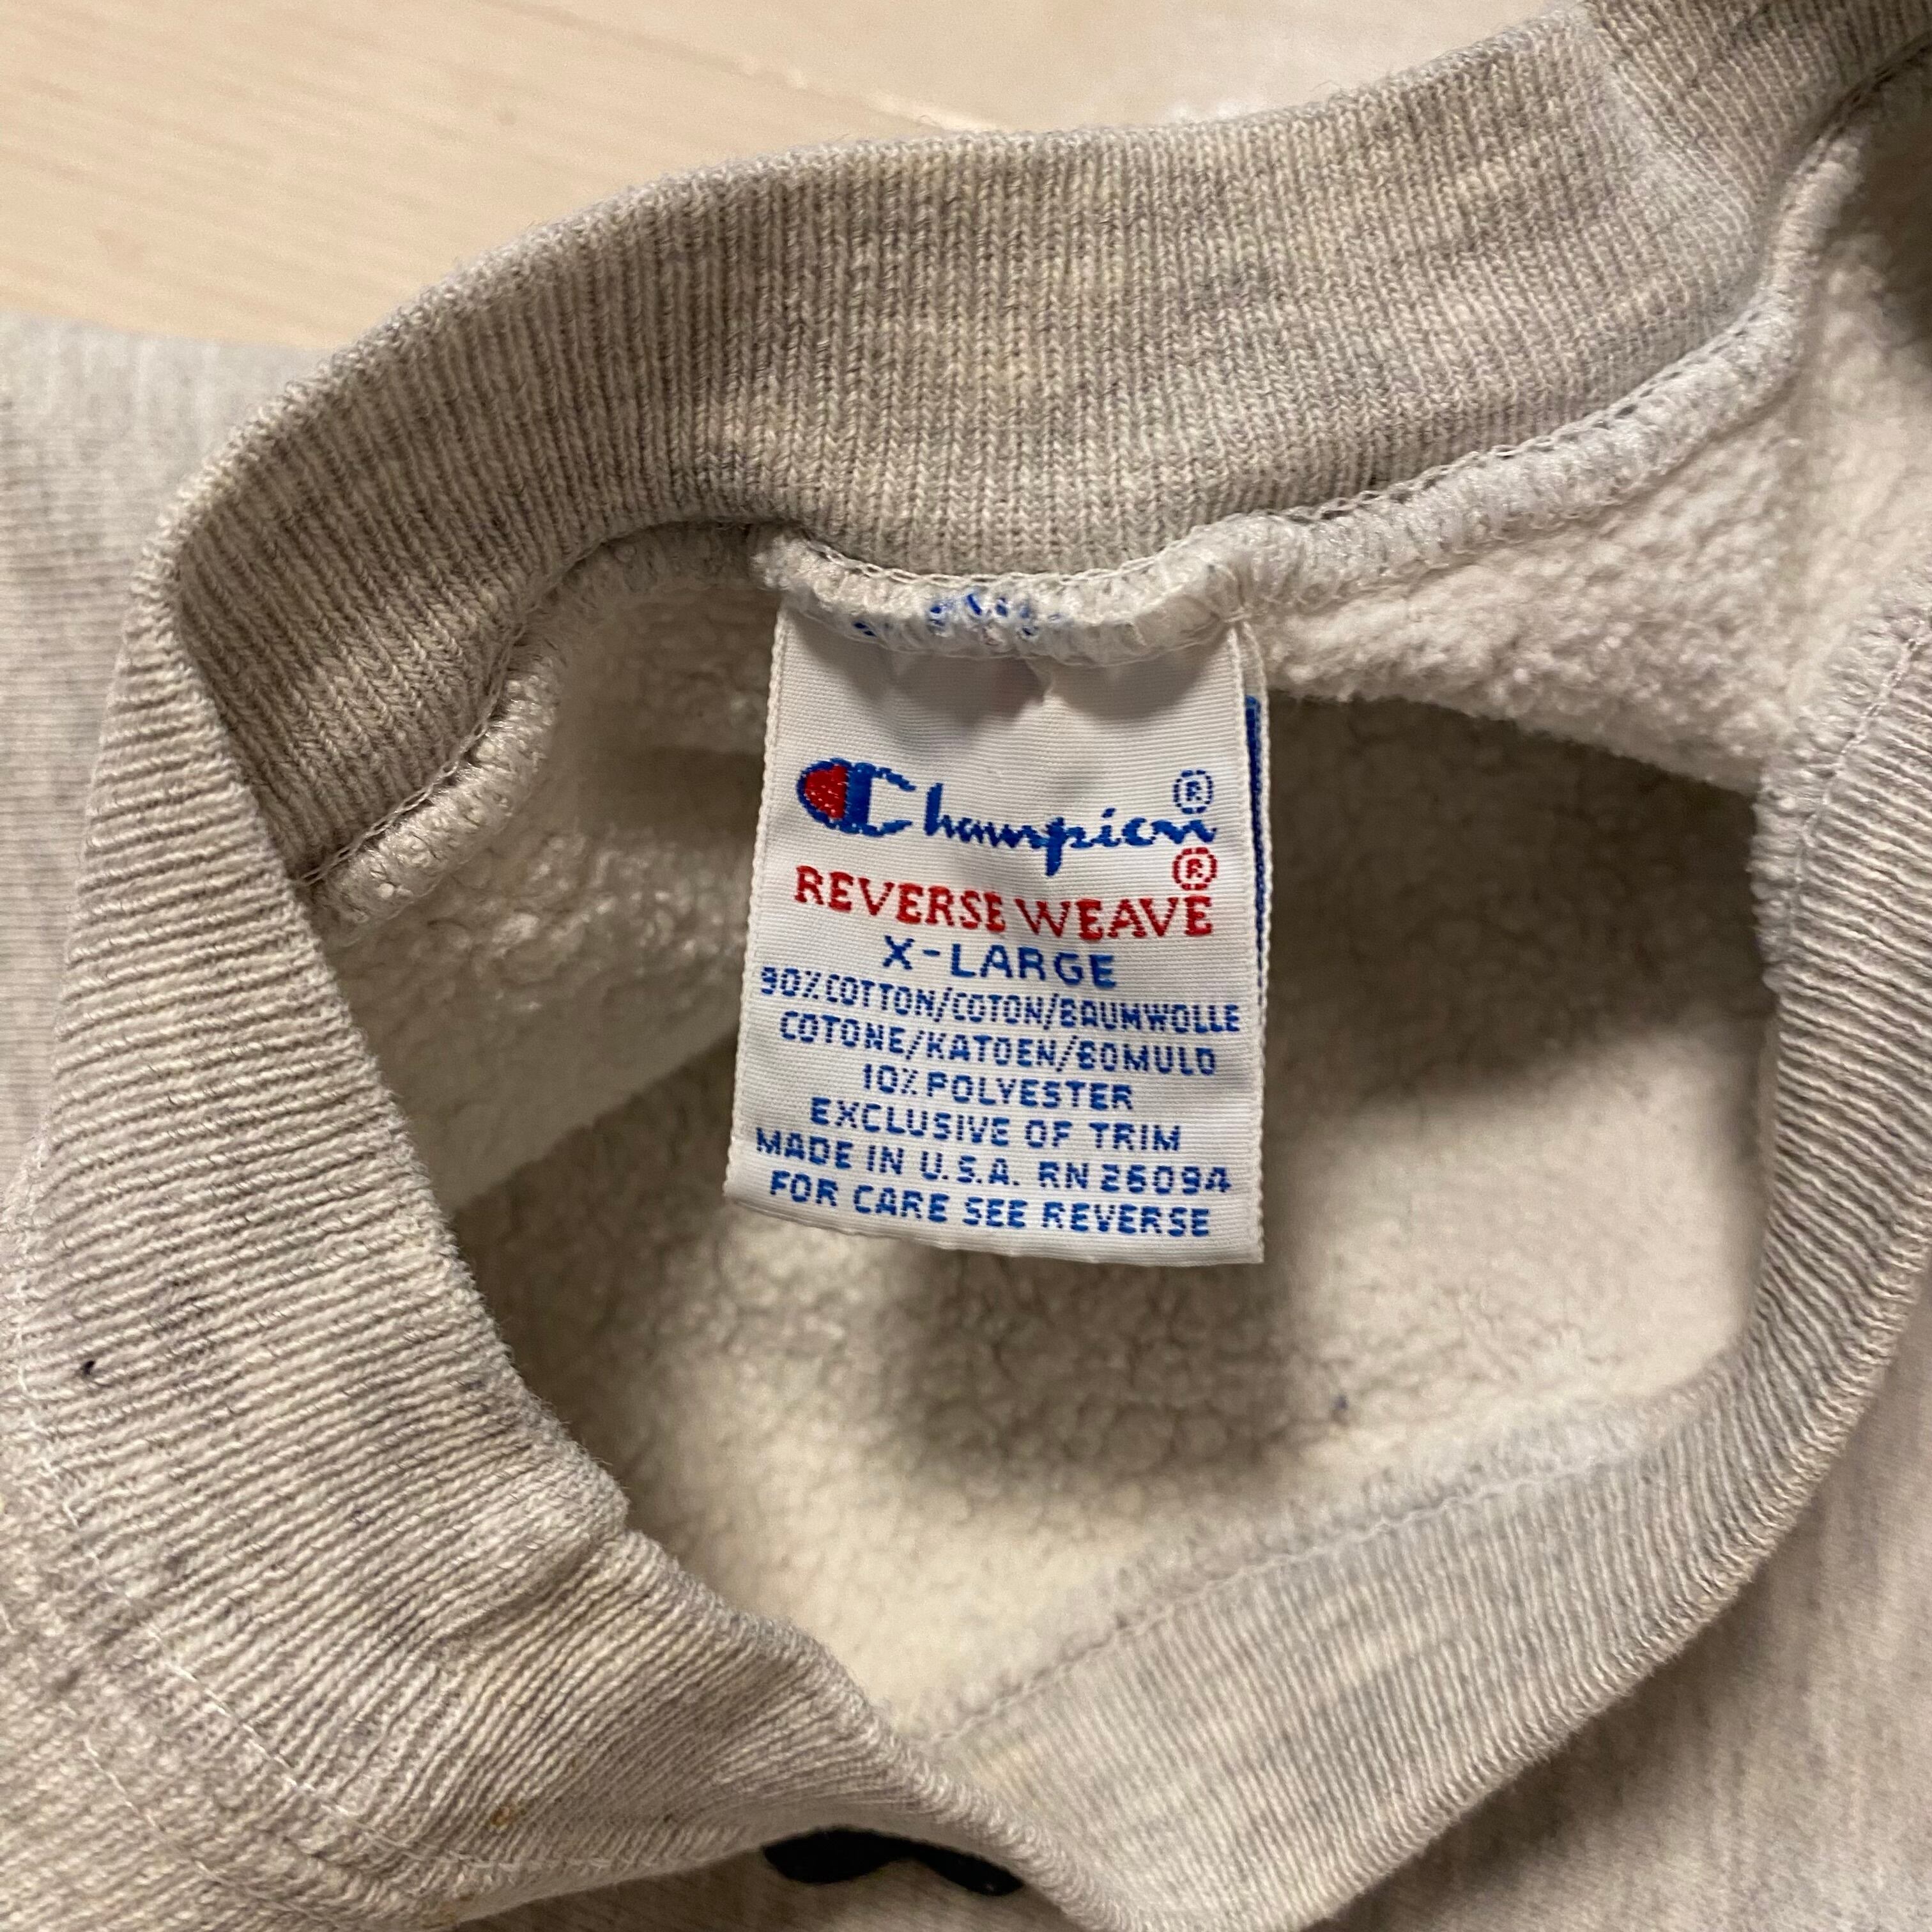 Champion®
REVERSE WEAVE®
X-LARGE
90% COTTON/COTON/BAUMWOLLE
COTONE/KATOEN/BOMULD
10% POLYESTER
EXCLUSIVE OF TRIM
MADE IN U.S.A. RN 26094
FOR CARE SEE REVERSE